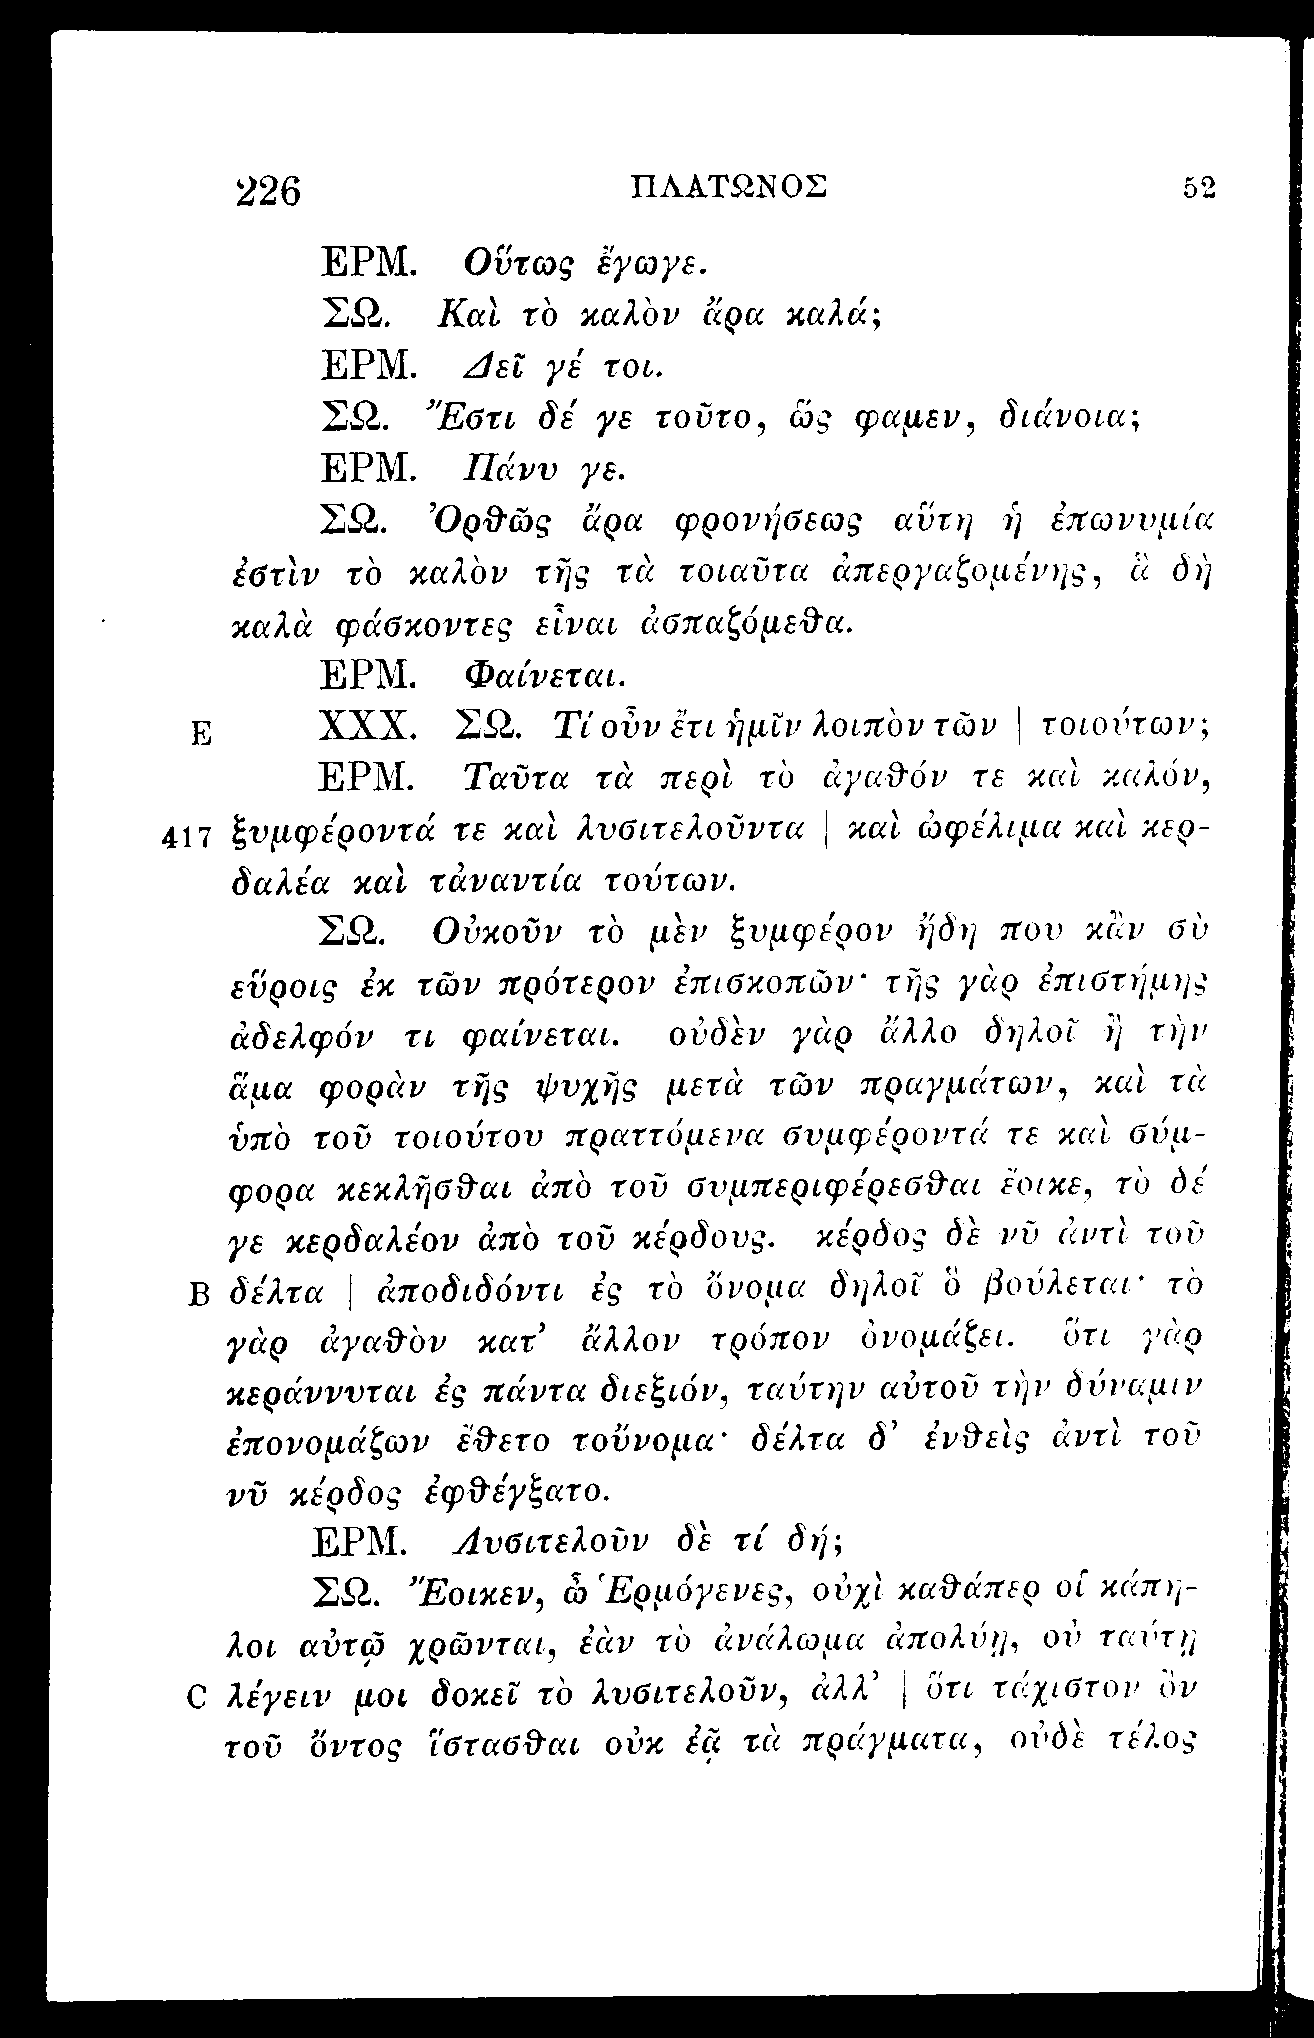 226 ΠΛΑΤΩΝΟΣ 52
ΕΡΜ. Οὕτως ἔγωγε.
ΣΩ. Καὶ τὸ καλὸν ἄρα καλά;
ΕΡΜ. Δεῖ γέ τοι.
ΣΩ. Ἔστι δέ γε τοῦτο, ὥς φαμεν, διάνοια;
ΕΡΜ. Πάνυ γε.
ΣΩ. Ὀρθῶς ἄρα φρονήσεως αὕτη ἡ ἐπωνυμία
ἐστὶν τὸ καλὸν τῆς τὰ τοιαῦτα ἀπεργαζομένης, ἃ δὴ
καλὰ φάσκοντες εἶναι ἀσπαζόμεθα.
ΕΡΜ. Φαίνεται.
E XXX. ΣΩ. Τί οὖν ἔτι ἡμῖν λοιπὸν τῶν | τοιούτων;
ΕΡΜ. Ταῦτα τὰ περὶ τὸ ἀγαθόν τε καὶ καλόν,
417 ξυμφέροντά τε καὶ λυσιτελοῦντα | καὶ ὠφέλιμα καὶ κερ-
δαλέα καὶ τἀναντία τούτων.
ΣΩ. Οὐκοῦν τὸ μὲν ξυμφέρον ἤδη που κἂν σὺ
εὕροις ἐκ τῶν πρότερον ἐπισκοπῶν· τῆς γὰρ ἐπιστήμης
ἀδελφόν τι φαίνεται. οὐδὲν γὰρ ἄλλο δηλοῖ ἢ τὴν
ἅμα φορὰν τῆς ψυχῆς μετὰ τῶν πραγμάτων, καὶ τὰ
ὑπὸ τοῦ τοιούτου πραττόμενα συμφέροντά τε καὶ σύμ-
φορα κεκλῆσθαι ἀπὸ τοῦ συμπεριφέρεσθαι ἔοικε, τὸ δέ
γε κερδαλέον ἀπὸ τοῦ κέρδους. κέρδος δὲ νῦ ἀντὶ τοῦ
B δέλτα | ἀποδιδόντι ἐς τὸ ὄνομα δηλοῖ ὃ βούλεται· τὸ
γὰρ ἀγαθὸν κατ’ ἄλλον τρόπον ὀνομάζει. ὅτι γὰρ
κεράννυται ἐς πάντα διεξιόν, ταύτην αὐτοῦ τὴν δύναμιν
ἐπονομάζων ἔθετο τοὔνομα· δέλτα δ’ ἐνθεὶς ἀντὶ τοῦ
νῦ κέρδος ἐφθέγξατο.
ΕΡΜ. Λυσιτελοῦν δὲ τί δή;
ΣΩ. Ἔοικεν, ὦ Ἑρμόγενες, οὐχὶ καθάπερ οἱ κάπη-
λοι αὐτῷ χρῶνται, ἐὰν τὸ ἀνάλωμα ἀπολύῃ, οὐ ταύτῃ
C λέγειν μοι δοκεῖ τὸ λυσιτελοῦν, ἀλλ’ | ὅτι τάχιστον ὂν
τοῦ ὄντος ἵστασθαι οὐκ ἐᾷ τὰ πράγματα, οὐδὲ τέλος